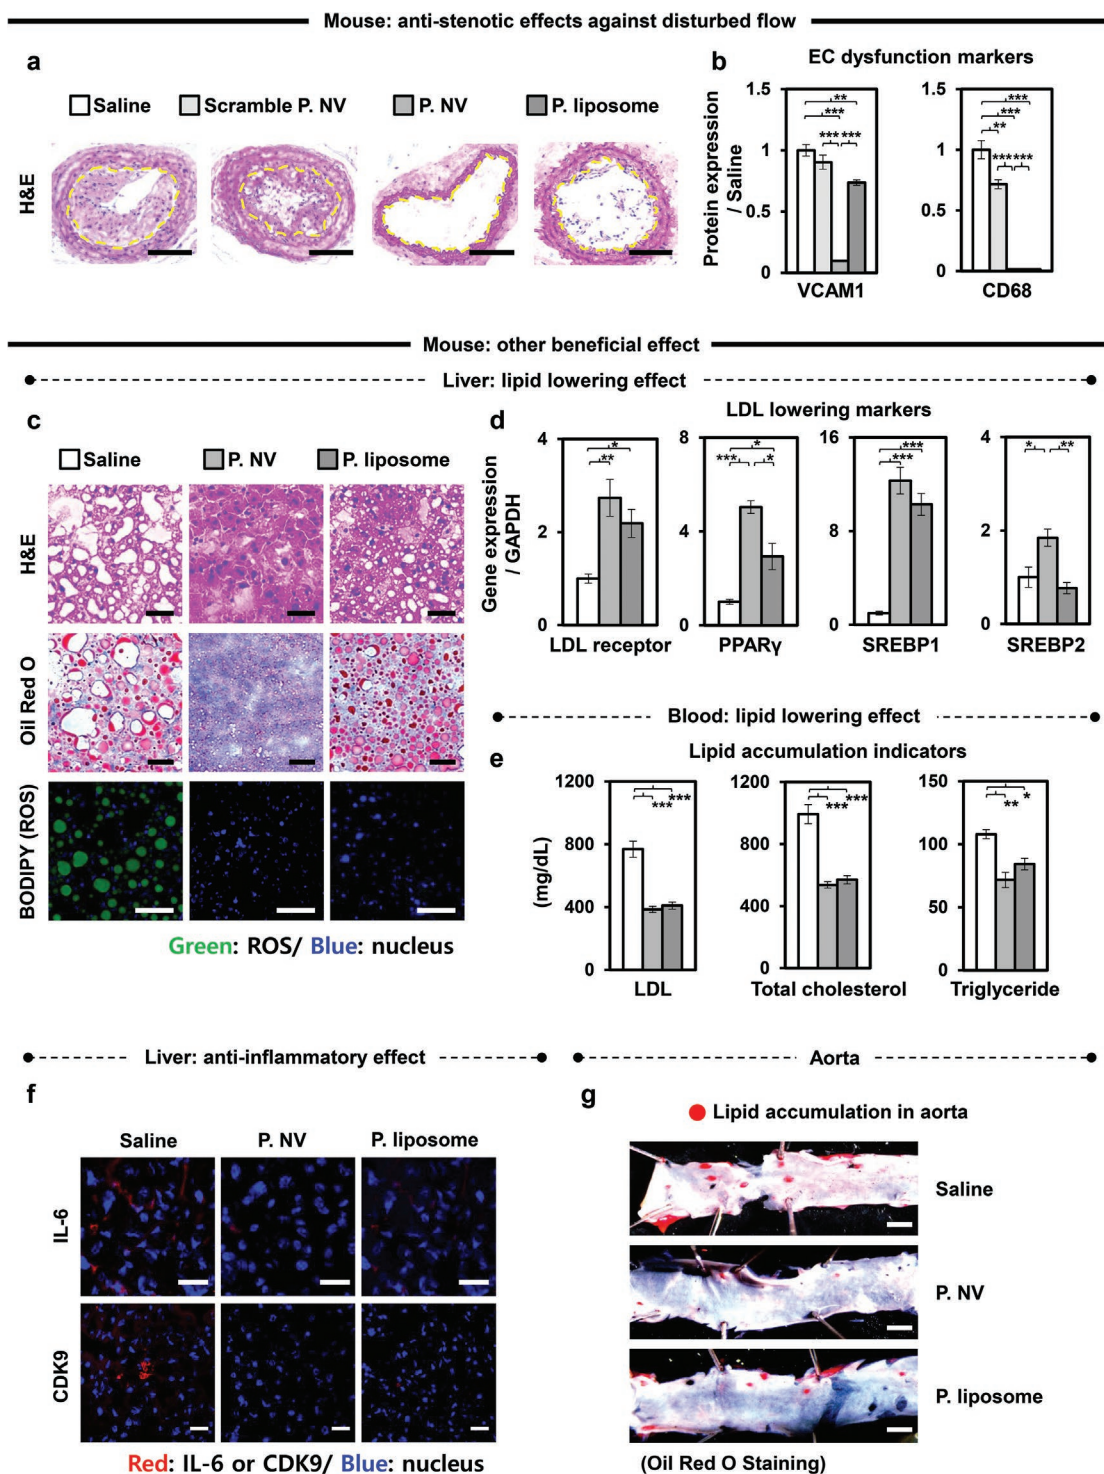 Mouse: anti-stenotic effects against disturbed flow
a
Saline
Scramble P. NV
P. NV
P. liposome
H&E
b
EC dysfunction markers
Protein expression
/ Saline
1.5
1
0.5
0
**
***
*** ***
VCAM1
1.5
1
0.5
0
***
***
**
*** ***
CD68
Mouse: other beneficial effect
Liver: lipid lowering effect
c
Saline
P. NV
P. liposome
H&E
Oil Red O
BODIPY (ROS)
Green: ROS/ Blue: nucleus
d
LDL lowering markers
Gene expression
/ GAPDH
4
2
0
*
**
LDL receptor
8
4
0
*
*** *
PPARγ
16
8
0
***
***
SREBP1
4
2
0
* **
SREBP2
Blood: lipid lowering effect
e
Lipid accumulation indicators
(mg/dL)
1200
800
400
0
***
***
LDL
1200
800
400
0
***
***
Total cholesterol
150
100
50
0
*
**
Triglyceride
Liver: anti-inflammatory effect
f
Saline
P. NV
P. liposome
IL-6
CDK9
Red: IL-6 or CDK9/ Blue: nucleus
Aorta
g
Lipid accumulation in aorta
Saline
P. NV
P. liposome
(Oil Red O Staining)